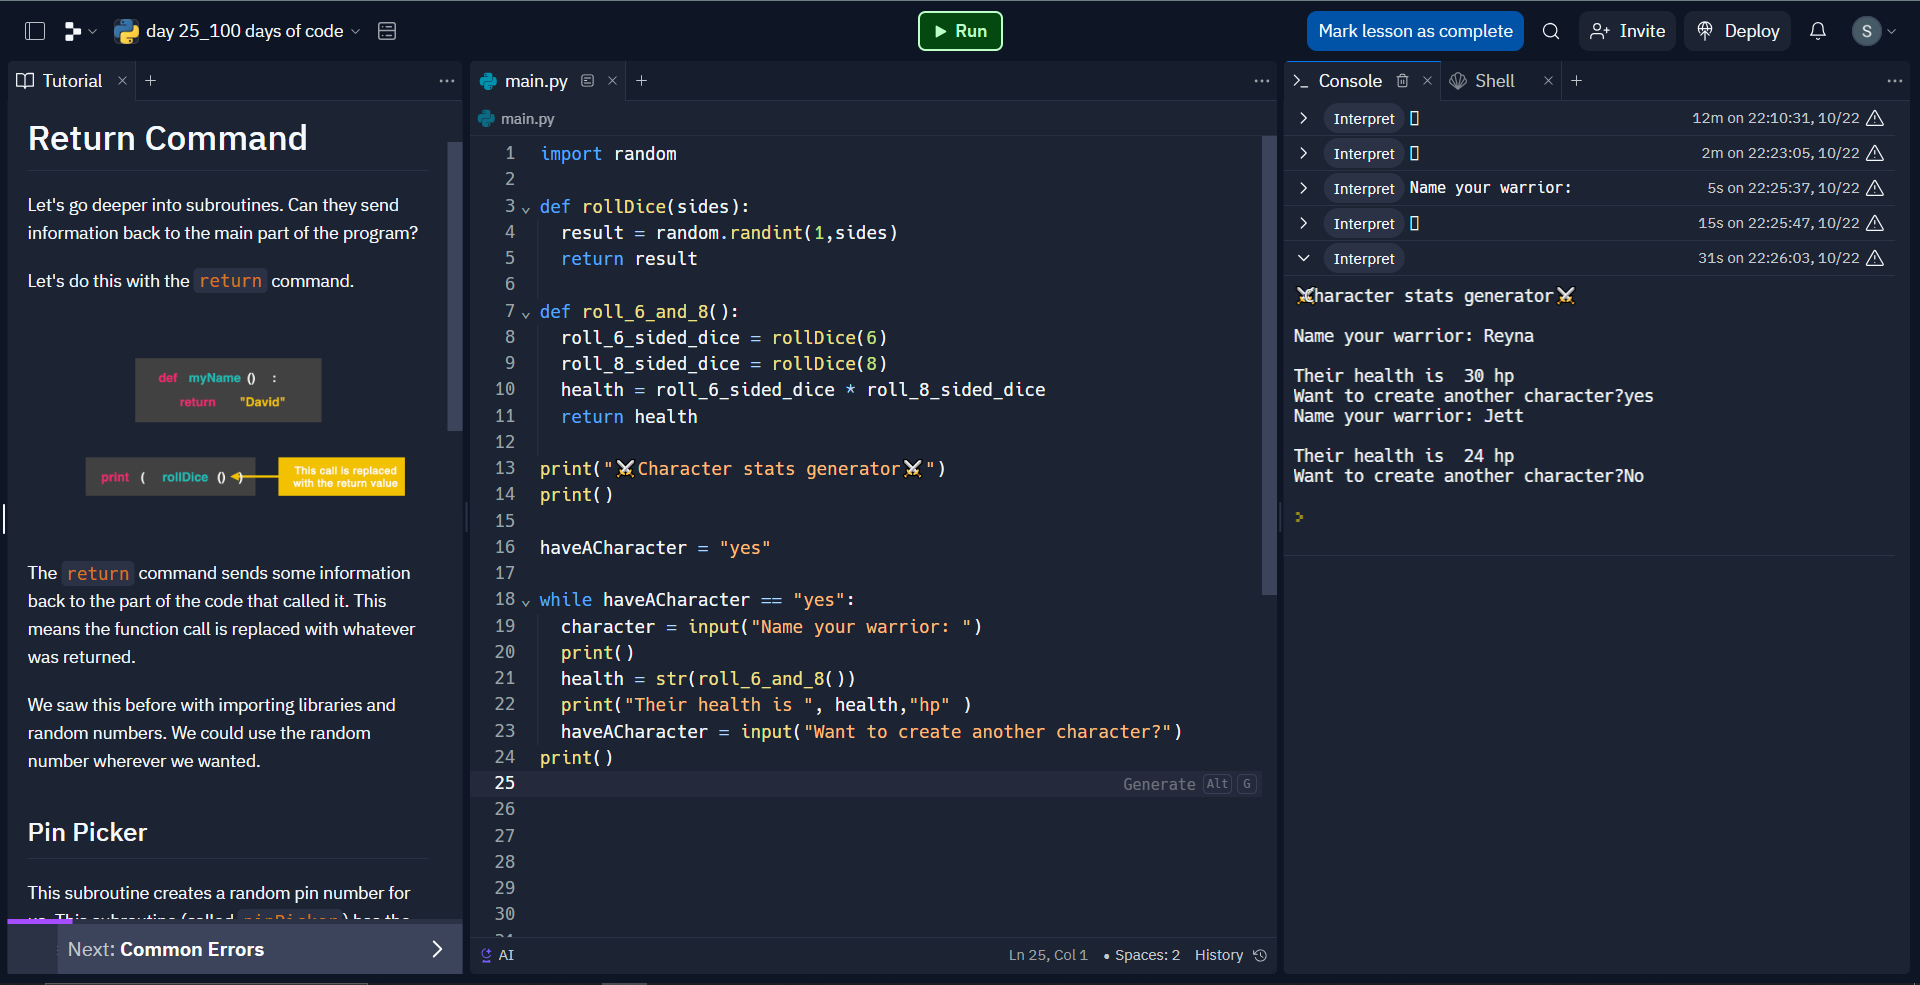 day 25_100 days of code
Run
Mark lesson as complete
Invite
Deploy
S
Tutorial
Return Command
Let's go deeper into subroutines. Can they send
information back to the main part of the program?
Let's do this with the return command.
def myName () :
return "David"
print ( rollDice () )
This call is replaced
with the return value
The return command sends some information
back to the part of the code that called it. This
means the function call is replaced with whatever
was returned.
We saw this before with importing libraries and
random numbers. We could use the random
number wherever we wanted.
Pin Picker
This subroutine creates a random pin number for
us. This subroutine (called pinPicker) has the
Next: Common Errors
main.py
main.py
1 import random
2
3 def rollDice(sides):
4 result = random.randint(1,sides)
5 return result
6
7 def roll_6_and_8():
8 roll_6_sided_dice = rollDice(6)
9 roll_8_sided_dice = rollDice(8)
10 health = roll_6_sided_dice * roll_8_sided_dice
11 return health
12
13 print("⚔️Character stats generator⚔️")
14 print()
15
16 haveACharacter = "yes"
17
18 while haveACharacter == "yes":
19 character = input("Name your warrior: ")
20 print()
21 health = str(roll_6_and_8())
22 print("Their health is ", health,"hp" )
23 haveACharacter = input("Want to create another character?")
24 print()
25 Generate Alt G
26
27
28
29
30
AI
Ln 25, Col 1 • Spaces: 2 History
Console
Shell
Interpret 12m on 22:10:31, 10/22
Interpret 2m on 22:23:05, 10/22
Interpret Name your warrior: 5s on 22:25:37, 10/22
Interpret 15s on 22:25:47, 10/22
Interpret 31s on 22:26:03, 10/22
⚔️Character stats generator⚔️
Name your warrior: Reyna
Their health is  30 hp
Want to create another character?yes
Name your warrior: Jett
Their health is  24 hp
Want to create another character?No